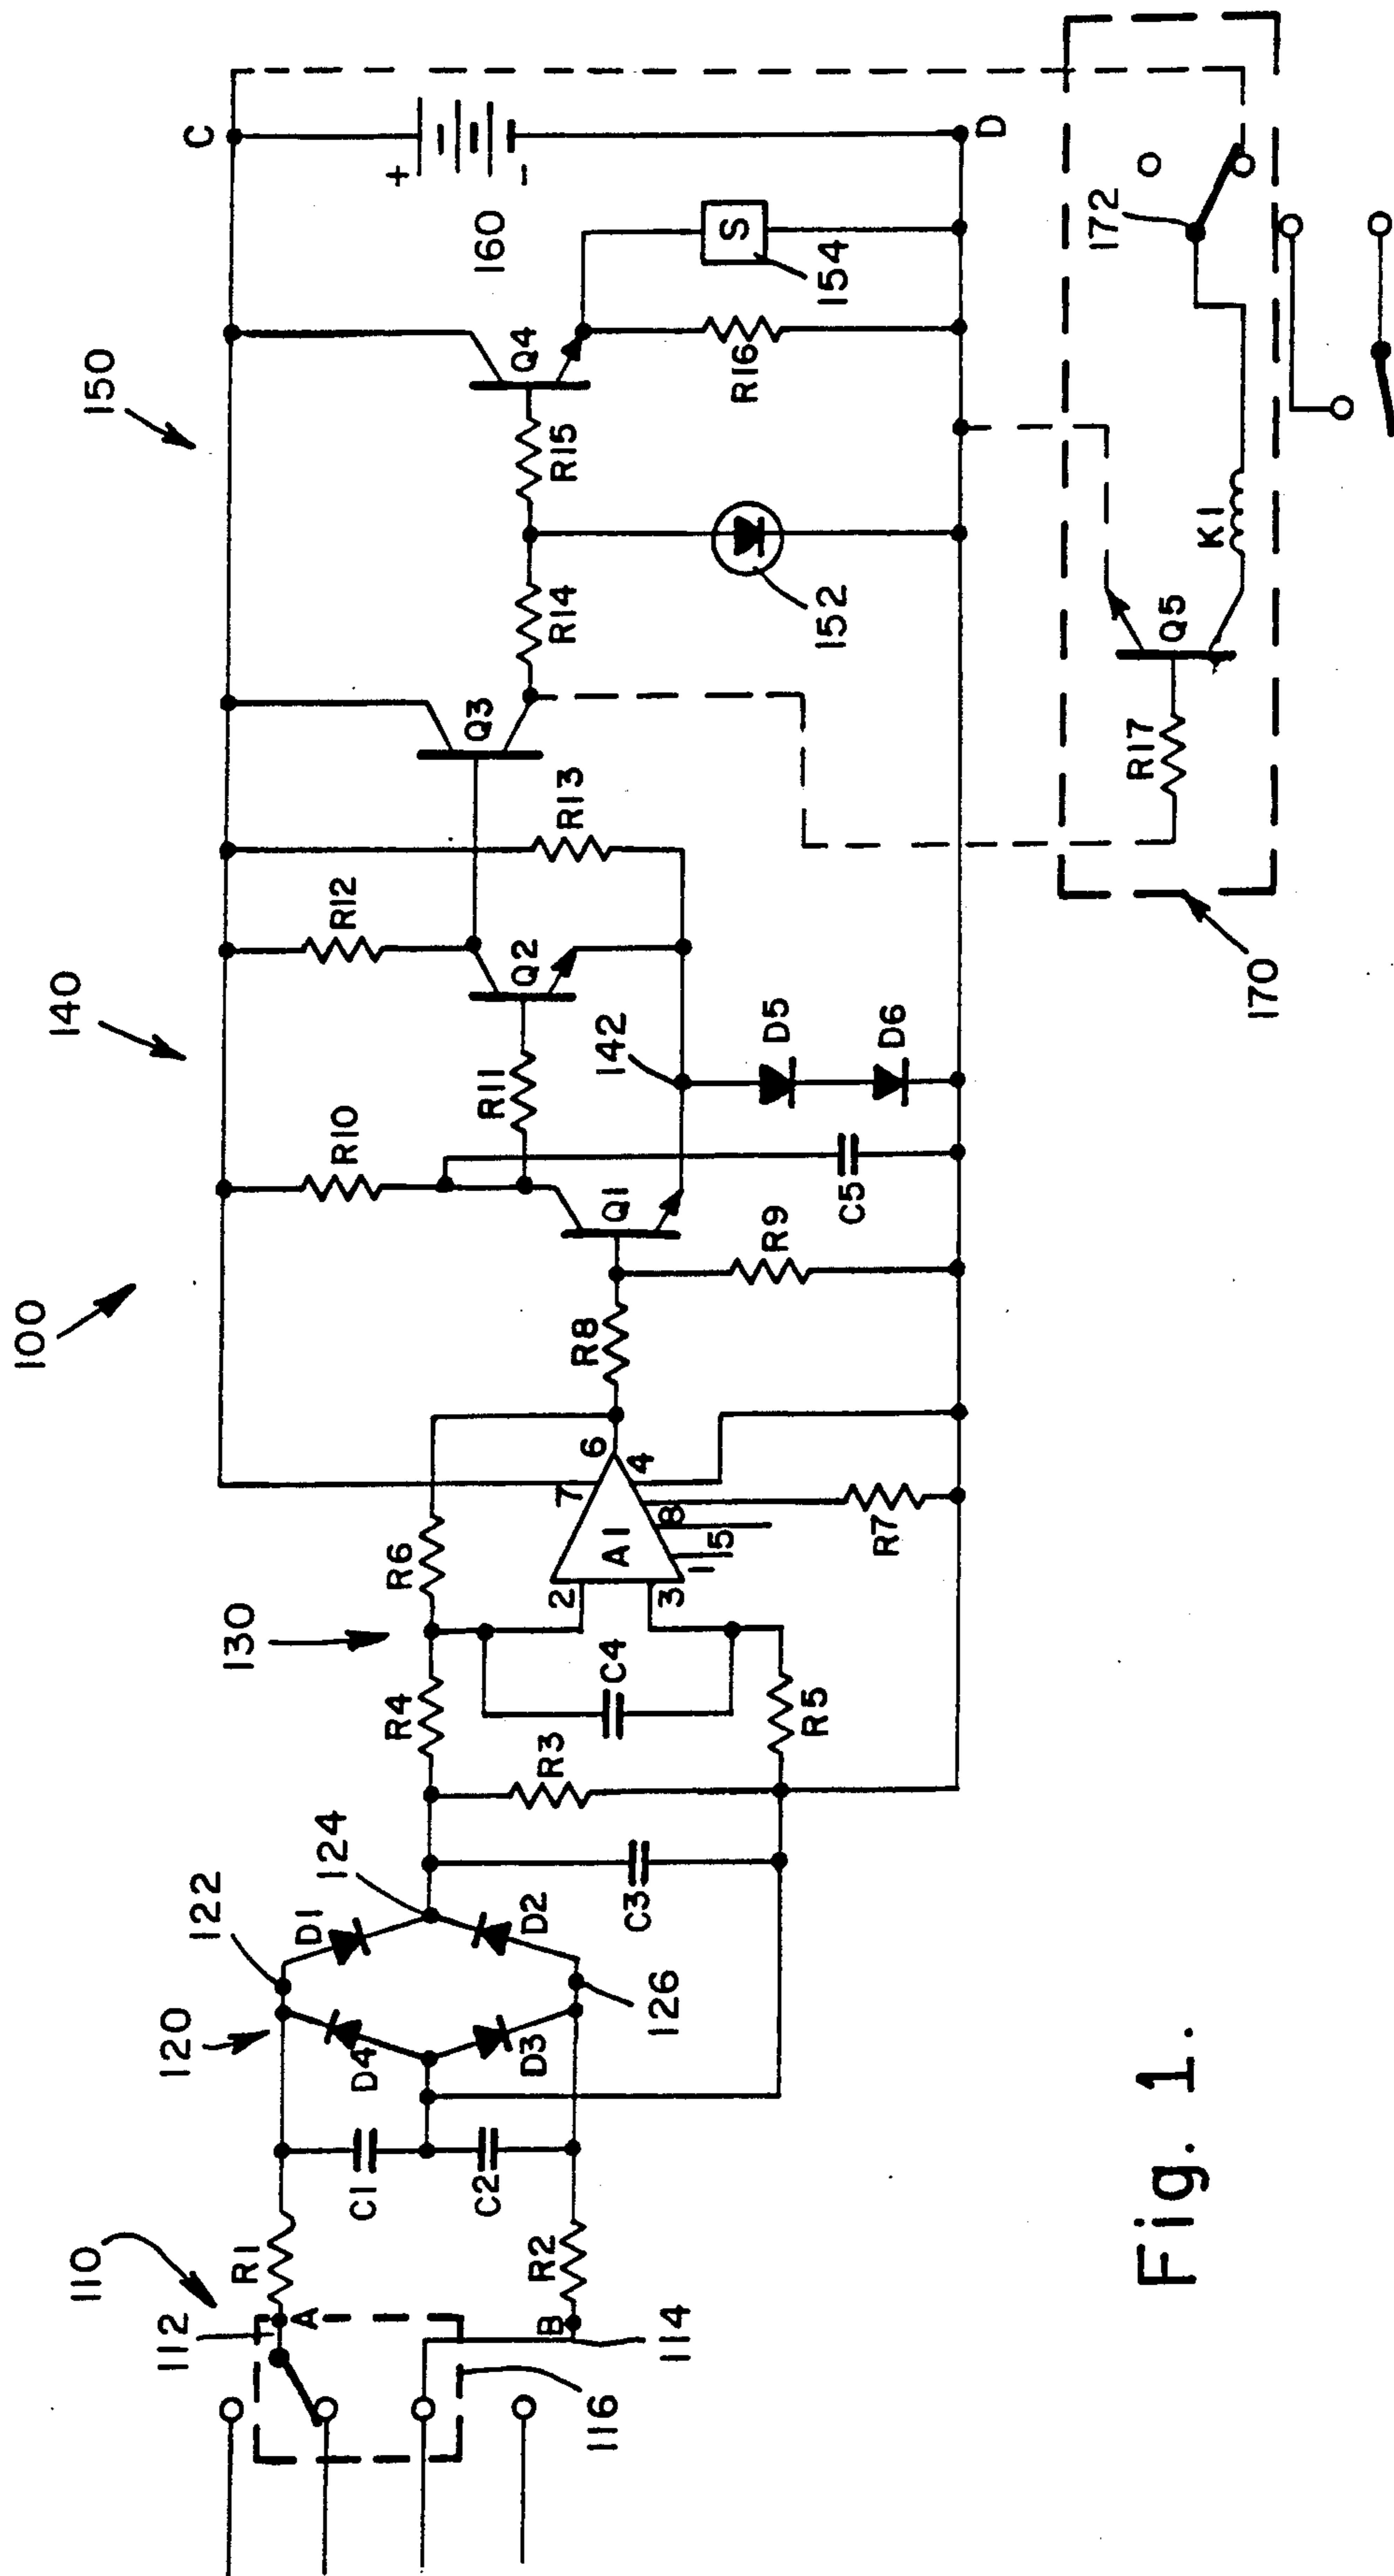 100
110
112
A
R1
114
116
B
R2
C1
C2
120
122
D1
D4
124
D2
D3
126
C3
130
R3
R4
R5
R6
C4
2
3
A1
7
6
4
8
5
1
R7
R8
R9
140
R10
Q1
C5
R11
142
D5
D6
R12
Q2
R13
Q3
150
R14
152
R15
Q4
R16
S
154
160
+
-
C
D
170
R17
Q5
K1
172
Fig. 1.